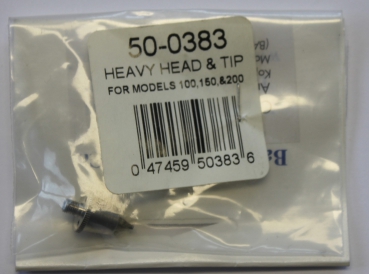 50-0383
HEAVY HEAD & TIP
FOR MODELS 100,150,&200
0 47459 50383 6